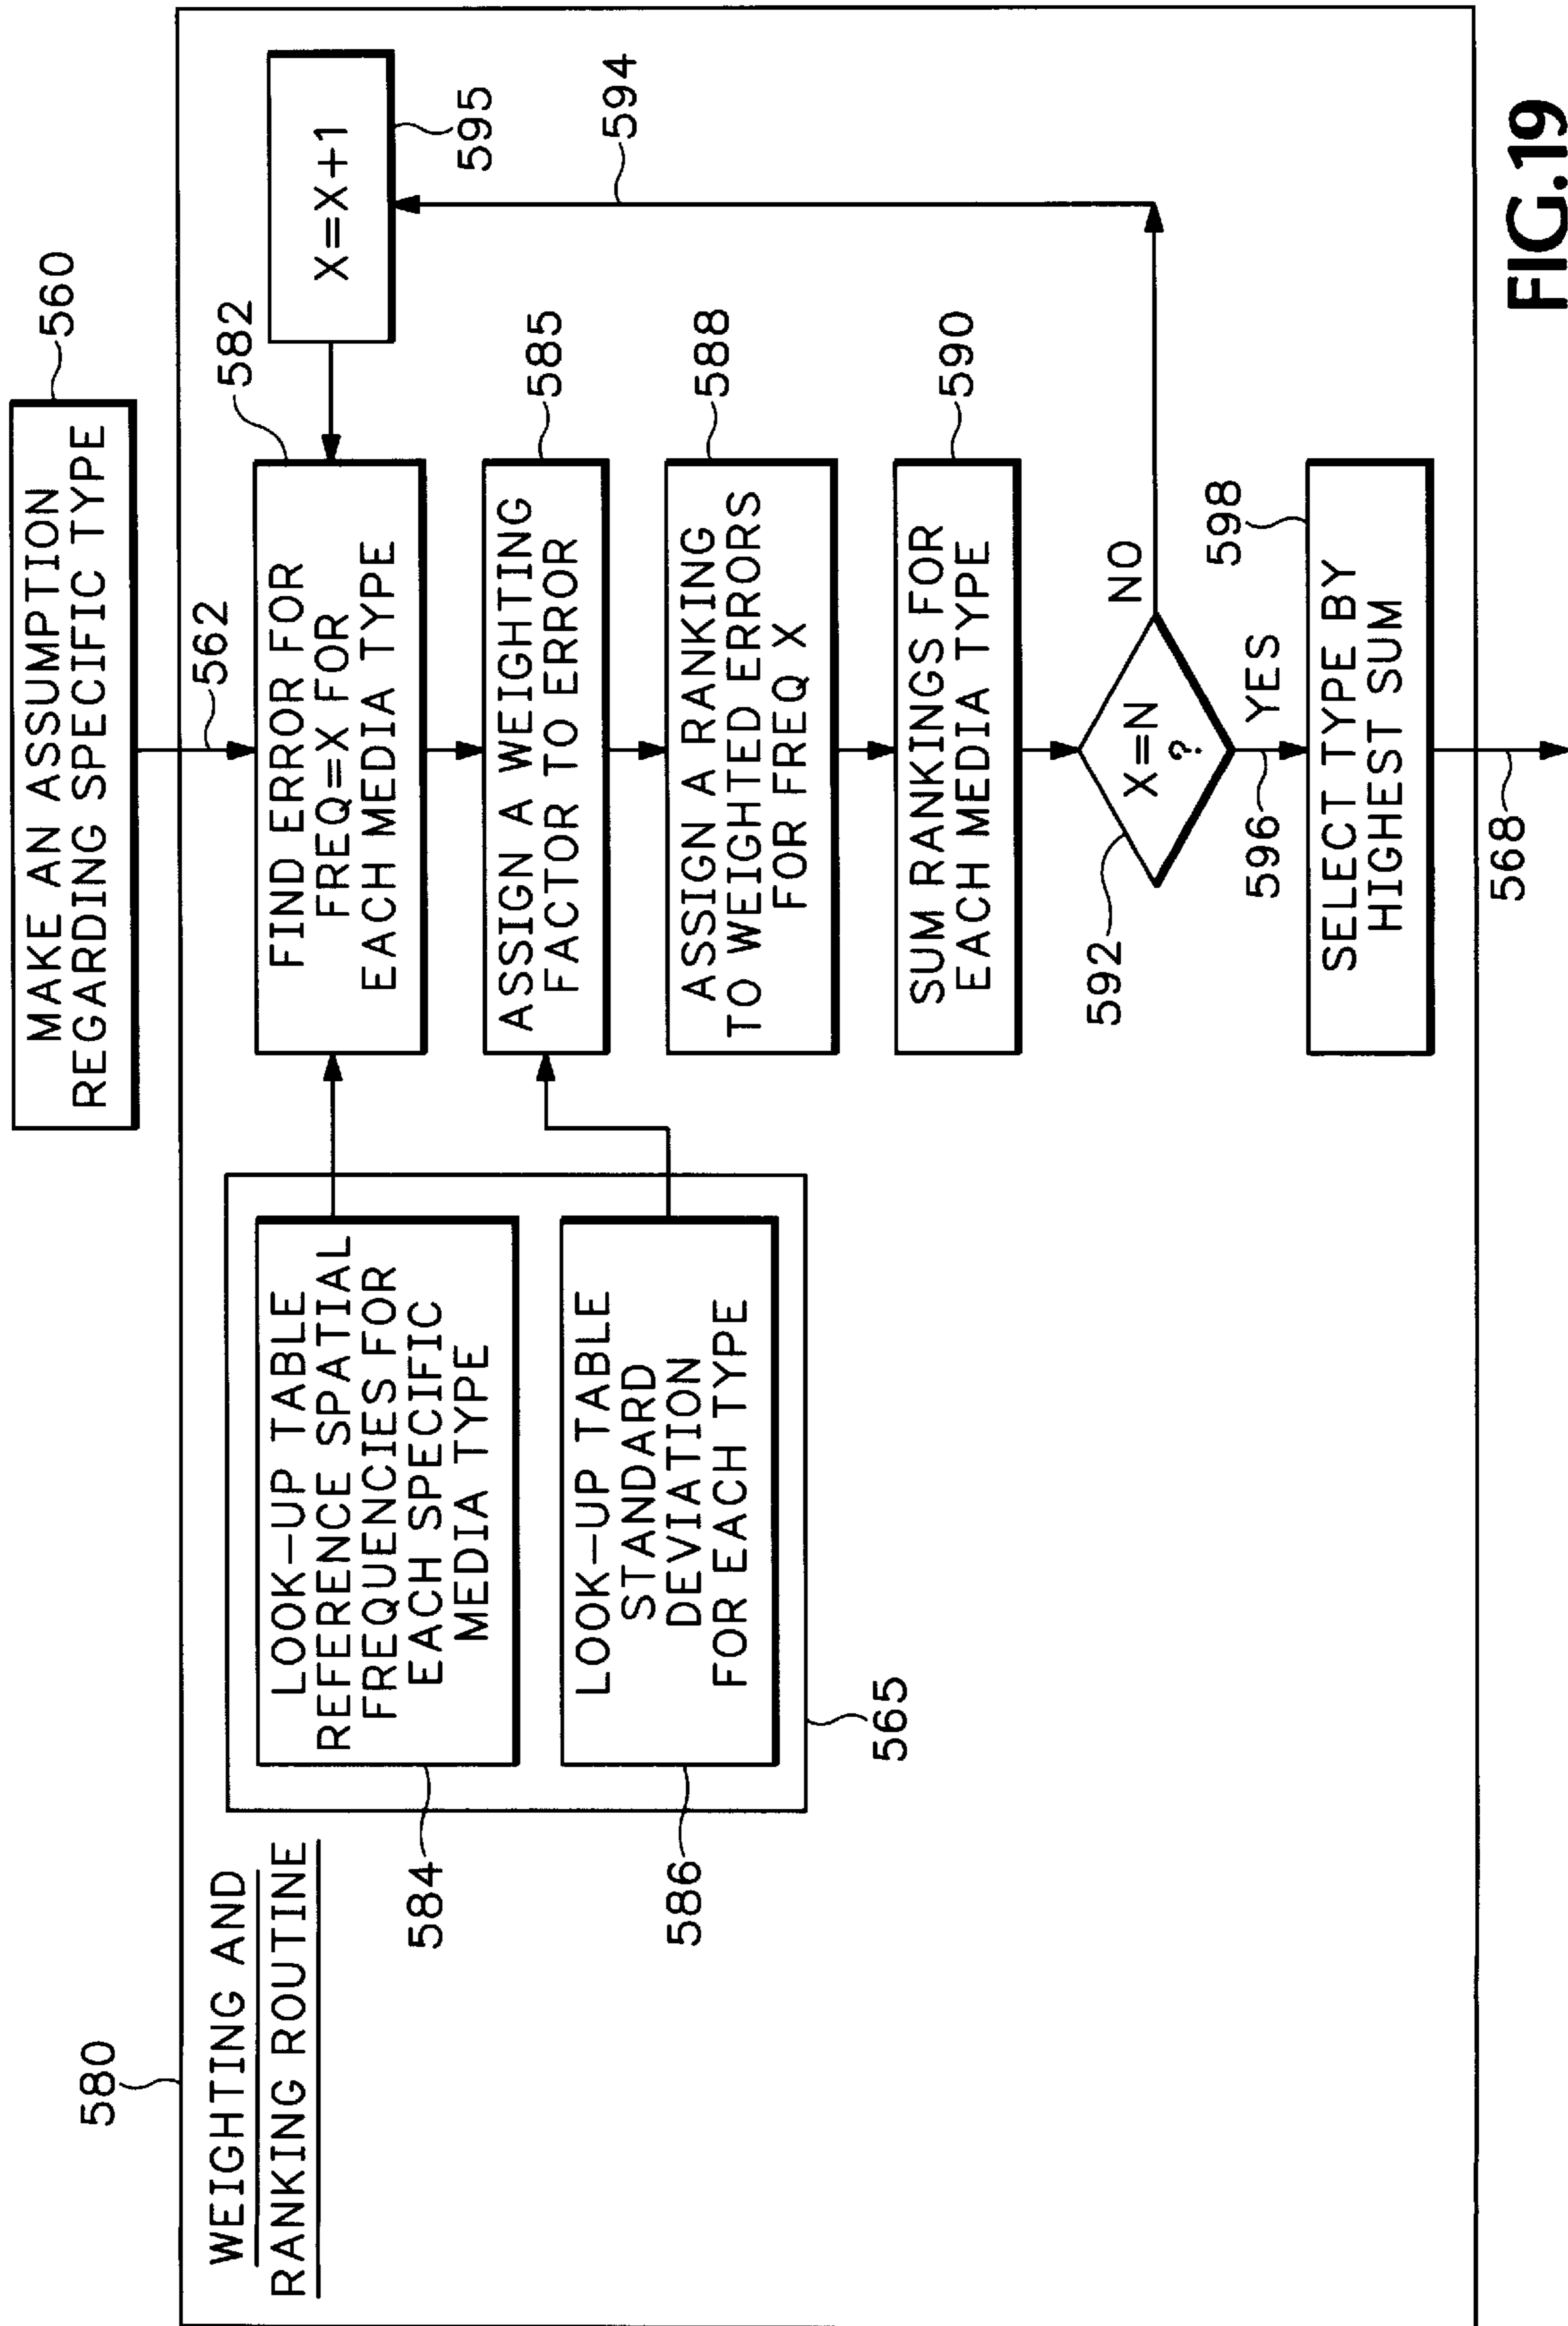 580
WEIGHTING AND
RANKING ROUTINE
MAKE AN ASSUMPTION
REGARDING SPECIFIC TYPE
560
562
LOOK-UP TABLE
REFERENCE SPATIAL
FREQUENCIES FOR
EACH SPECIFIC
MEDIA TYPE
584
LOOK-UP TABLE
STANDARD
DEVIATION
FOR EACH TYPE
586
565
FIND ERROR FOR
FREQ=X FOR
EACH MEDIA TYPE
582
X=X+1
595
ASSIGN A WEIGHTING
FACTOR TO ERROR
585
ASSIGN A RANKING
TO WEIGHTED ERRORS
FOR FREQ X
588
SUM RANKINGS FOR
EACH MEDIA TYPE
590
X=N
?
592
NO
594
YES
596
SELECT TYPE BY
HIGHEST SUM
598
568
FIG.19